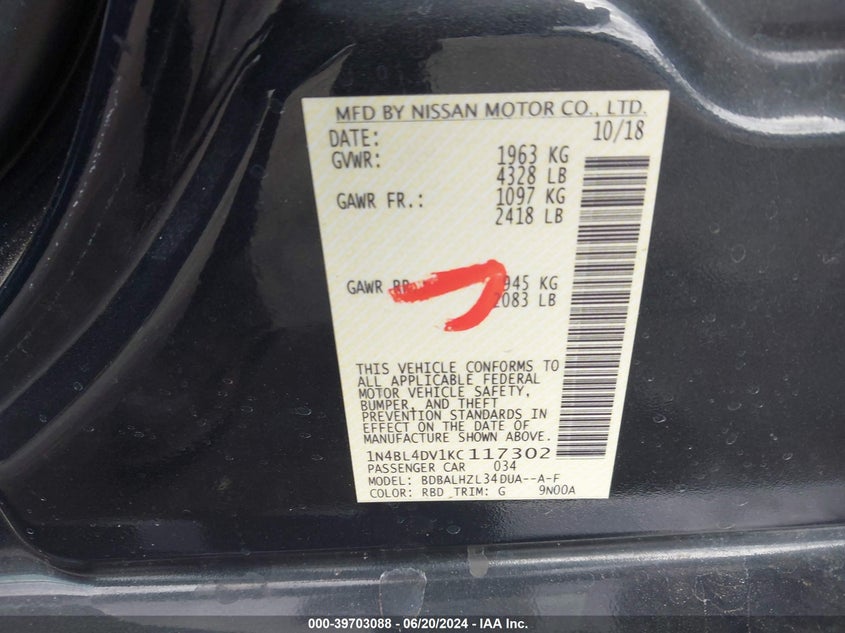 MFD BY NISSAN MOTOR CO., LTD.
DATE: 10/18
GVWR: 1963 KG
4328 LB
GAWR FR.: 1097 KG
2418 LB
GAWR RR 945 KG
2083 LB
THIS VEHICLE CONFORMS TO
ALL APPLICABLE FEDERAL
MOTOR VEHICLE SAFETY,
BUMPER, AND THEFT
PREVENTION STANDARDS IN
EFFECT ON THE DATE OF
MANUFACTURE SHOWN ABOVE.
1N4BL4DV1KC117302
PASSENGER CAR 034
MODEL: BDBALHZL34DUA--A-F
COLOR: RBD TRIM: G 9N00A
000-39703088 — 06/20/2024 — IAA Inc.